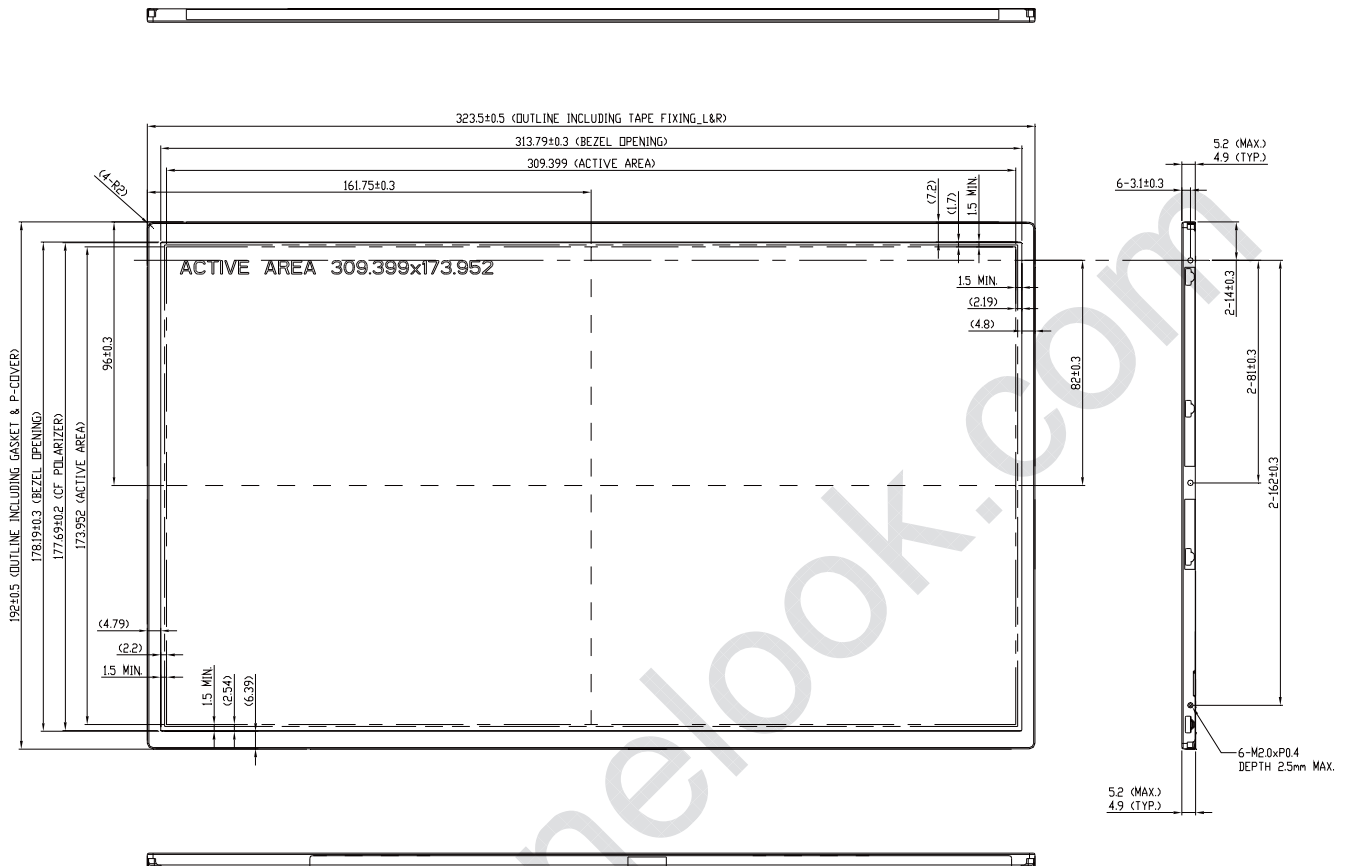 323.5±0.5 (OUTLINE INCLUDING TAPE FIXING_L&R)
313.79±0.3 (BEZEL OPENING)
309.399 (ACTIVE AREA)
161.75±0.3
(4-R2)
(7.2)
(1.7)
1.5 MIN.
5.2 (MAX.)
4.9 (TYP.)
6-3.1±0.3
ACTIVE AREA 309.399x173.952
1.5 MIN.
(2.19)
(4.8)
2-14±0.3
96±0.3
82±0.3
2-81±0.3
2-162±0.3
192±0.5 (OUTLINE INCLUDING GASKET & P-COVER)
178.19±0.3 (BEZEL OPENING)
177.69±0.2 (CF POLARIZER)
173.952 (ACTIVE AREA)
(4.79)
(2.2)
1.5 MIN.
1.5 MIN.
(2.54)
(6.39)
6-M2.0xP0.4
DEPTH 2.5mm MAX.
5.2 (MAX.)
4.9 (TYP.)
nelook.com